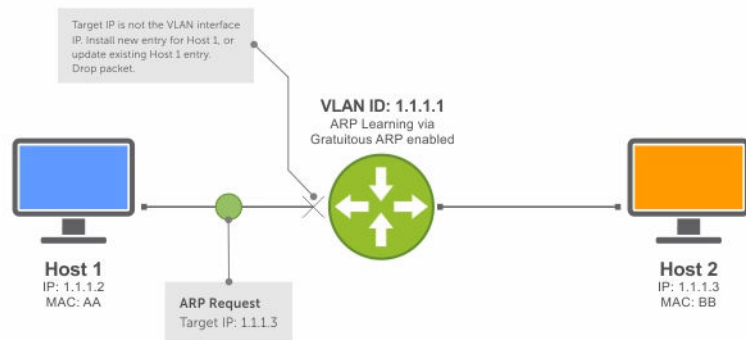 Target IP is not the VLAN interface
IP. Install new entry for Host 1, or
update existing Host 1 entry.
Drop packet.
VLAN ID: 1.1.1.1
ARP Learning via
Gratuitous ARP enabled
Host 1
IP: 1.1.1.2
MAC: AA
ARP Request
Target IP: 1.1.1.3
Host 2
IP: 1.1.1.3
MAC: BB